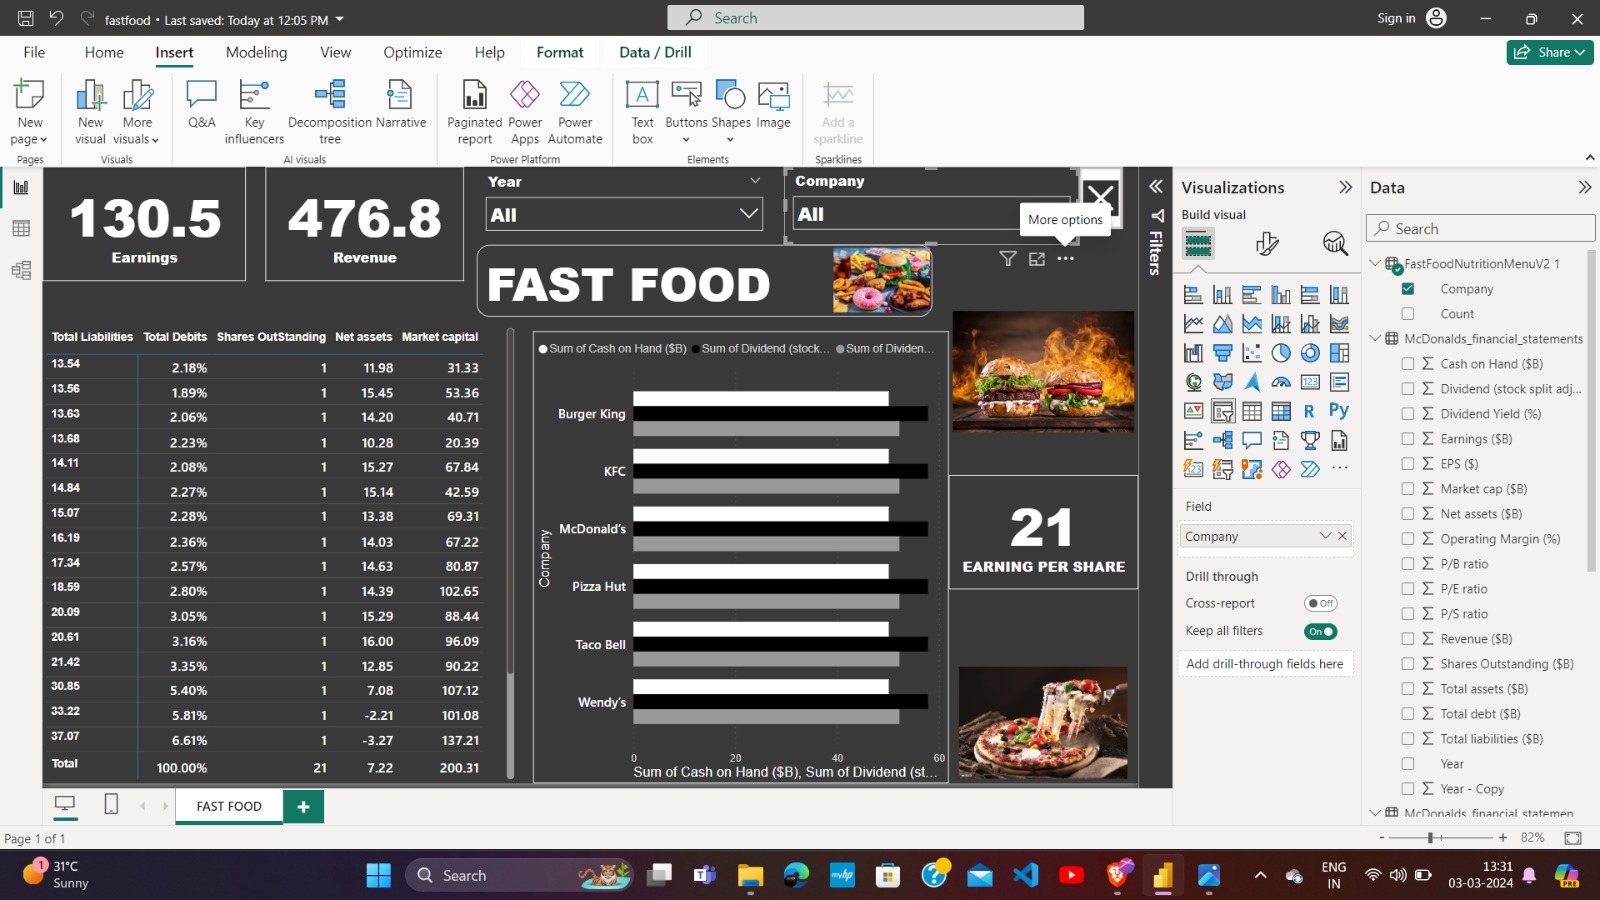 fastfood • Last saved: Today at 12:05 PM
Search
Sign in
File Home Insert Modeling View Optimize Help Format Data / Drill
Share
New page
New visual
More visuals
Q&A
Key influencers
Decomposition tree
Narrative
Paginated report
Power Apps
Power Automate
Text box
Buttons
Shapes
Image
Add a sparkline
Pages Visuals AI visuals Power Platform Elements Sparklines
130.5
Earnings
476.8
Revenue
Year
All
Company
All
More options
FAST FOOD
Total Liabilities Total Debits Shares OutStanding Net assets Market capital
13.54 2.18% 1 11.98 31.33
13.56 1.89% 1 15.45 53.36
13.63 2.06% 1 14.20 40.71
13.68 2.23% 1 10.28 20.39
14.11 2.08% 1 15.27 67.84
14.84 2.27% 1 15.14 42.59
15.07 2.28% 1 13.38 69.31
16.19 2.36% 1 14.03 67.22
17.34 2.57% 1 14.63 80.87
18.59 2.80% 1 14.39 102.65
20.09 3.05% 1 15.29 88.44
20.61 3.16% 1 16.00 96.09
21.42 3.35% 1 12.85 90.22
30.85 5.40% 1 7.08 107.12
33.22 5.81% 1 -2.21 101.08
37.07 6.61% 1 -3.27 137.21
Total 100.00% 21 7.22 200.31
Sum of Cash on Hand ($B) Sum of Dividend (stock... Sum of Dividen...
Company
Burger King
KFC
McDonald’s
Pizza Hut
Taco Bell
Wendy’s
0 20 40 60
Sum of Cash on Hand ($B), Sum of Dividend (st...
21
EARNING PER SHARE
Filters
Visualizations
Build visual
R Py
123
123
Field
Company
Drill through
Cross-report Off
Keep all filters On
Add drill-through fields here
Data
Search
FastFoodNutritionMenuV2 1
Company
Count
McDonalds_financial_statements
Cash on Hand ($B)
Dividend (stock split adj...
Dividend Yield (%)
Earnings ($B)
EPS ($)
Market cap ($B)
Net assets ($B)
Operating Margin (%)
P/B ratio
P/E ratio
P/S ratio
Revenue ($B)
Shares Outstanding ($B)
Total assets ($B)
Total debt ($B)
Total liabilities ($B)
Year
Year - Copy
McDonalds_financial_statemen
FAST FOOD +
Page 1 of 1
- + 82%
1
31°C
Sunny
Search
myhp
ENG
IN
13:31
03-03-2024
PRE